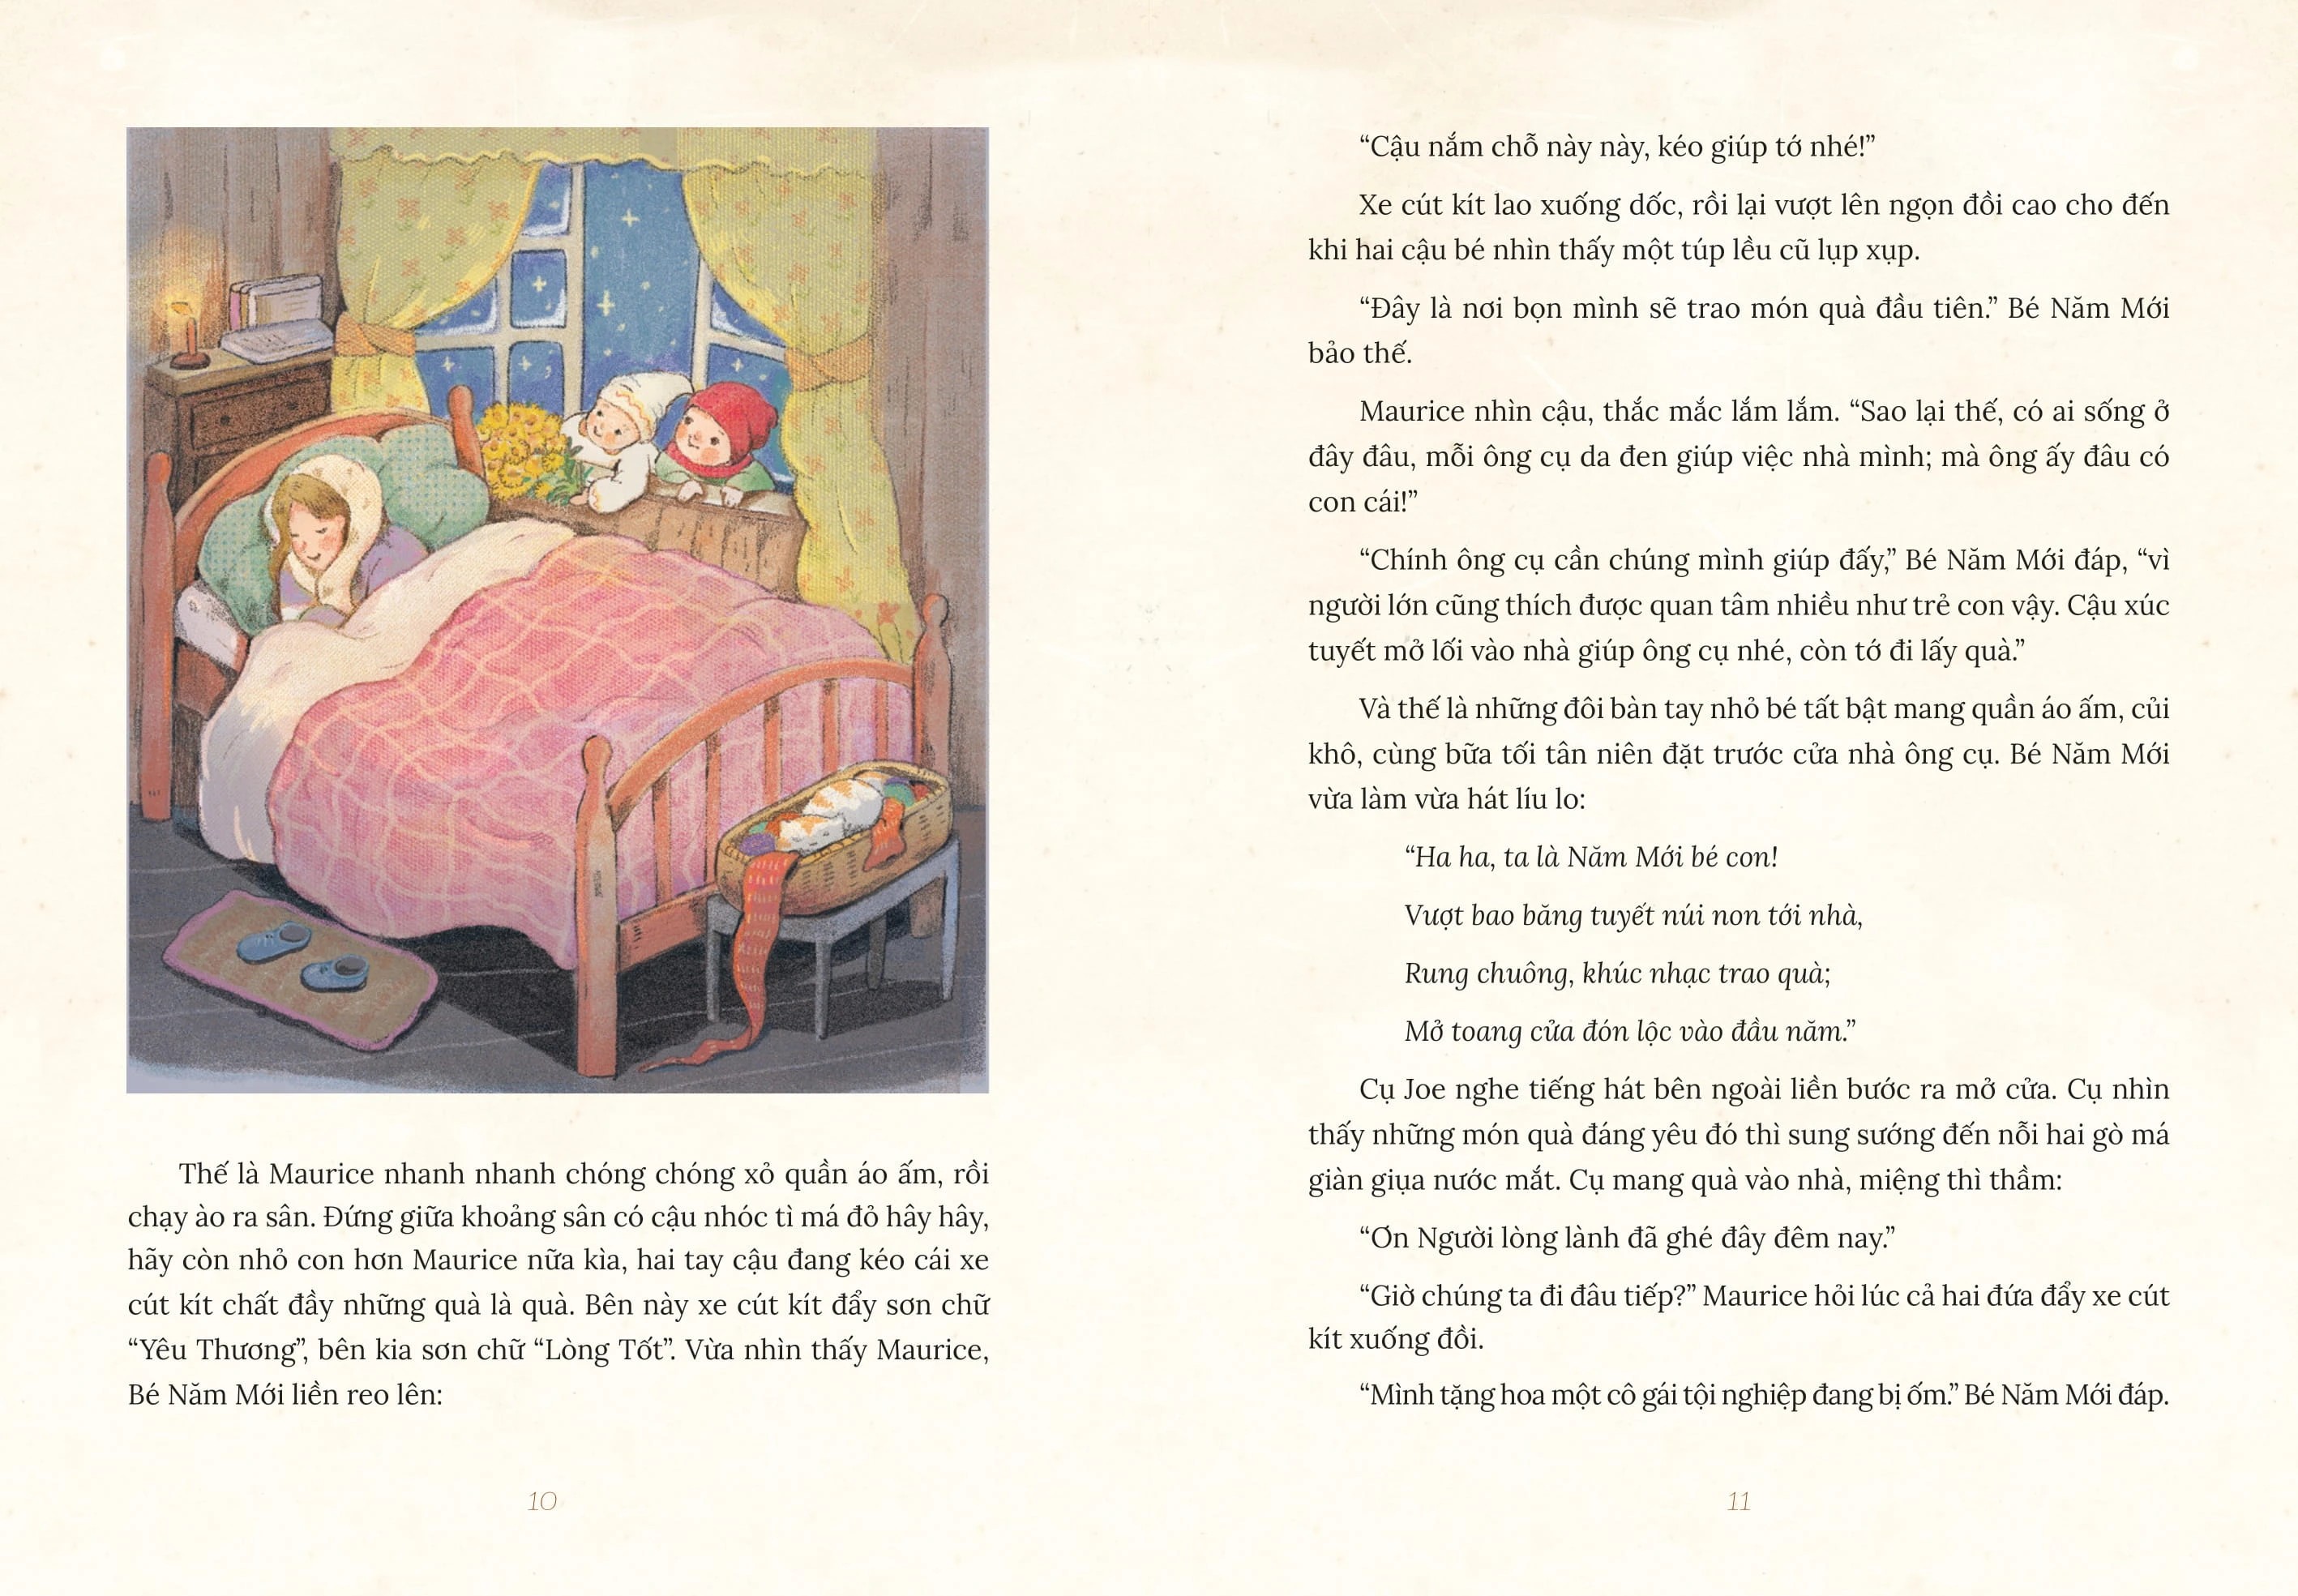 Thế là Maurice nhanh nhanh chóng chóng xỏ quần áo ấm, rồi
chạy ào ra sân. Đứng giữa khoảng sân có cậu nhóc tì má đỏ hây hây,
hãy còn nhỏ con hơn Maurice nữa kìa, hai tay cậu đang kéo cái xe
cút kít chất đầy những quà là quà. Bên này xe cút kít đẩy sơn chữ
“Yêu Thương”, bên kia sơn chữ “Lòng Tốt”. Vừa nhìn thấy Maurice,
Bé Năm Mới liền reo lên:
10
“Cậu nắm chỗ này này, kéo giúp tớ nhé!”
Xe cút kít lao xuống dốc, rồi lại vượt lên ngọn đồi cao cho đến
khi hai cậu bé nhìn thấy một túp lều cũ lụp xụp.
“Đây là nơi bọn mình sẽ trao món quà đầu tiên.” Bé Năm Mới
bảo thế.
Maurice nhìn cậu, thắc mắc lắm lắm. “Sao lại thế, có ai sống ở
đây đâu, mỗi ông cụ da đen giúp việc nhà mình; mà ông ấy đâu có
con cái!”
“Chính ông cụ cần chúng mình giúp đấy,” Bé Năm Mới đáp, “vì
người lớn cũng thích được quan tâm nhiều như trẻ con vậy. Cậu xúc
tuyết mở lối vào nhà giúp ông cụ nhé, còn tớ đi lấy quà.”
Và thế là những đôi bàn tay nhỏ bé tất bật mang quần áo ấm, củi
khô, cùng bữa tối tân niên đặt trước cửa nhà ông cụ. Bé Năm Mới
vừa làm vừa hát líu lo:
“Ha ha, ta là Năm Mới bé con!
Vượt bao băng tuyết núi non tới nhà,
Rung chuông, khúc nhạc trao quà;
Mở toang cửa đón lộc vào đầu năm.”
Cụ Joe nghe tiếng hát bên ngoài liền bước ra mở cửa. Cụ nhìn
thấy những món quà đáng yêu đó thì sung sướng đến nỗi hai gò má
giàn giụa nước mắt. Cụ mang quà vào nhà, miệng thì thầm:
“Ơn Người lòng lành đã ghé đây đêm nay.”
“Giờ chúng ta đi đâu tiếp?” Maurice hỏi lúc cả hai đứa đẩy xe cút
kít xuống đồi.
“Mình tặng hoa một cô gái tội nghiệp đang bị ốm.” Bé Năm Mới đáp.
11